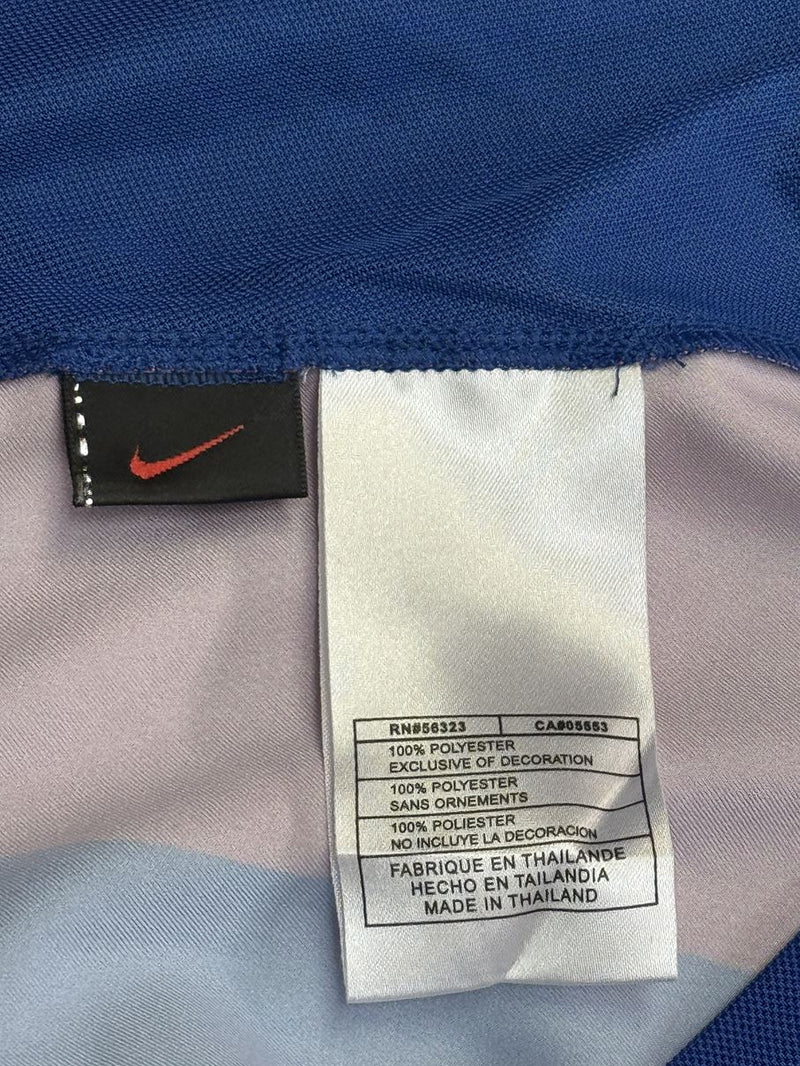 RN#56323 CA#05553
100% POLYESTER
EXCLUSIVE OF DECORATION
100% POLYESTER
SANS ORNEMENTS
100% POLIESTER
NO INCLUYE LA DECORACION
FABRIQUE EN THAILANDE
HECHO EN TAILANDIA
MADE IN THAILAND